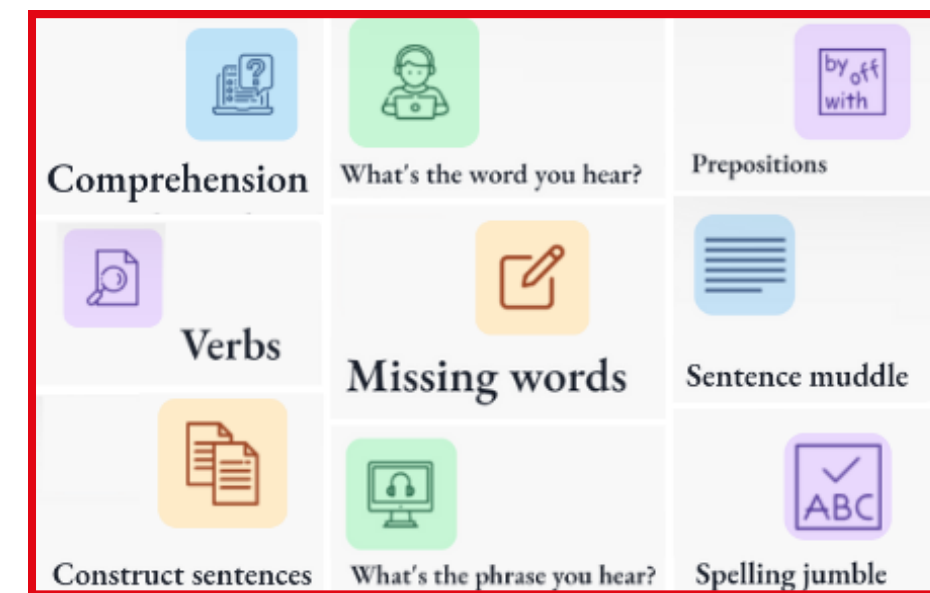 Comprehension
What's the word you hear?
by off
with
Prepositions
Verbs
Missing words
Sentence muddle
Construct sentences
What's the phrase you hear?
ABC
Spelling jumble